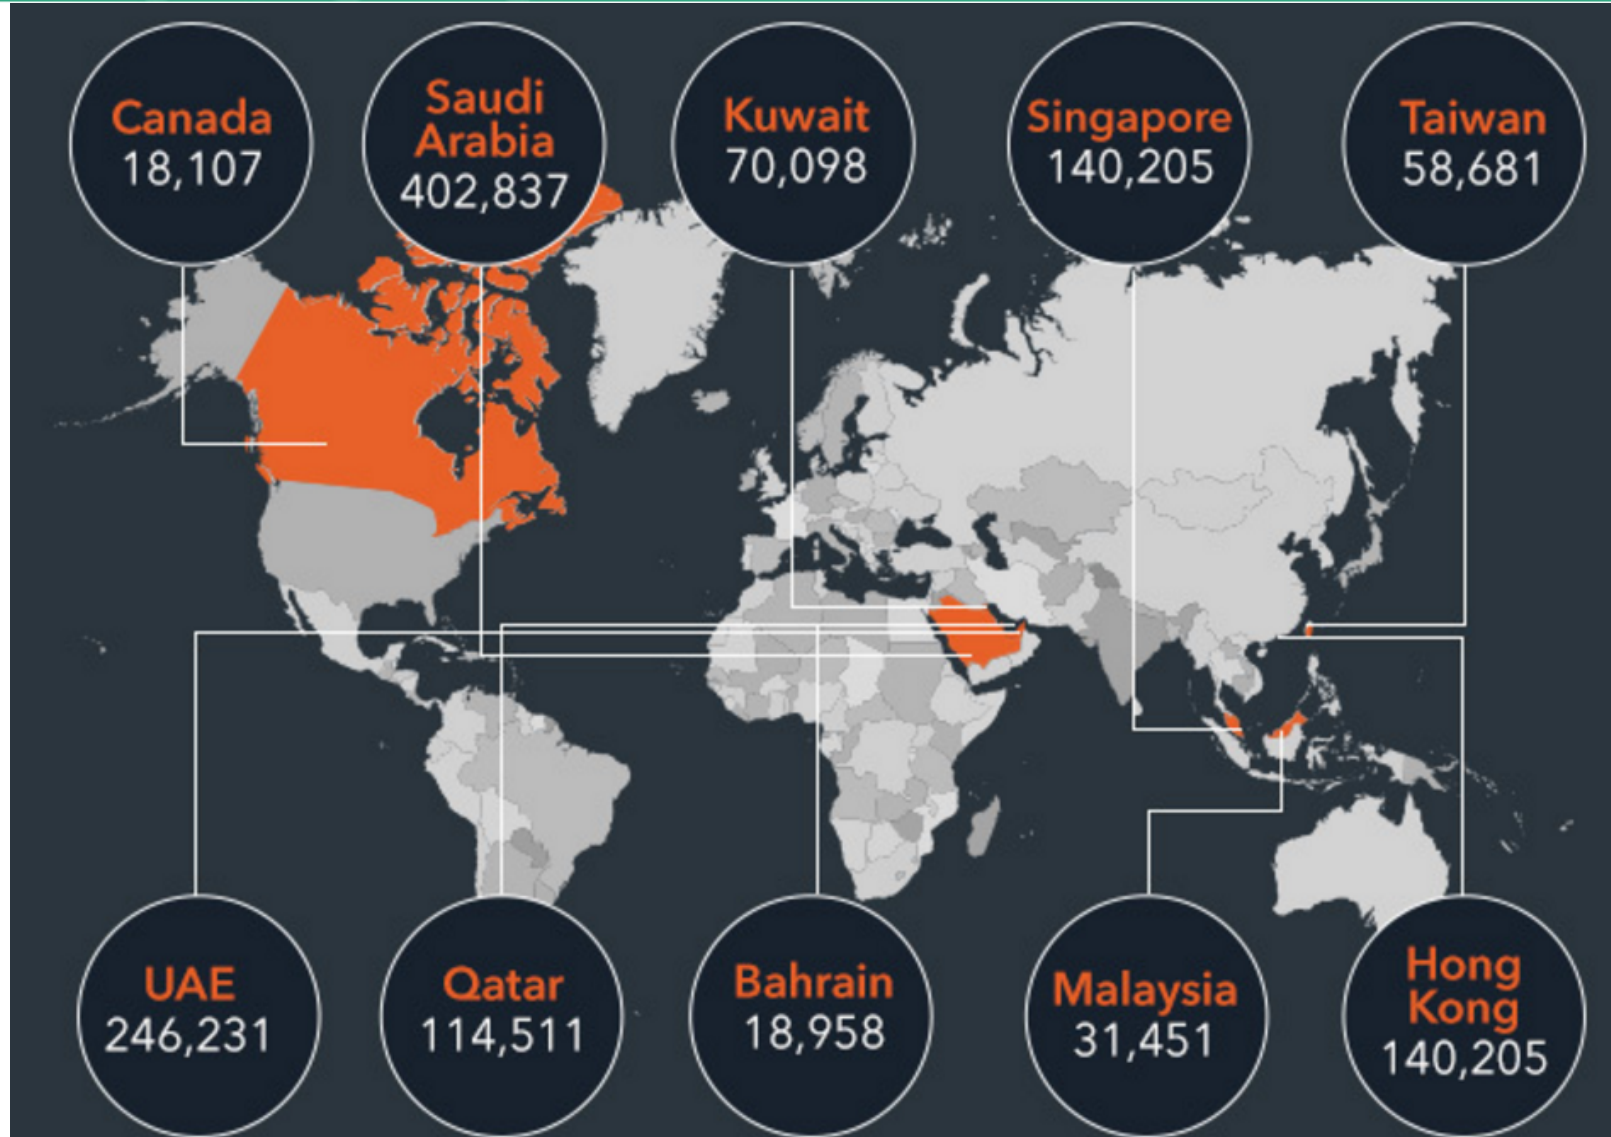 Canada
18,107
Saudi
Arabia
402,837
Kuwait
70,098
Singapore
140,205
Taiwan
58,681
UAE
246,231
Qatar
114,511
Bahrain
18,958
Malaysia
31,451
Hong
Kong
140,205